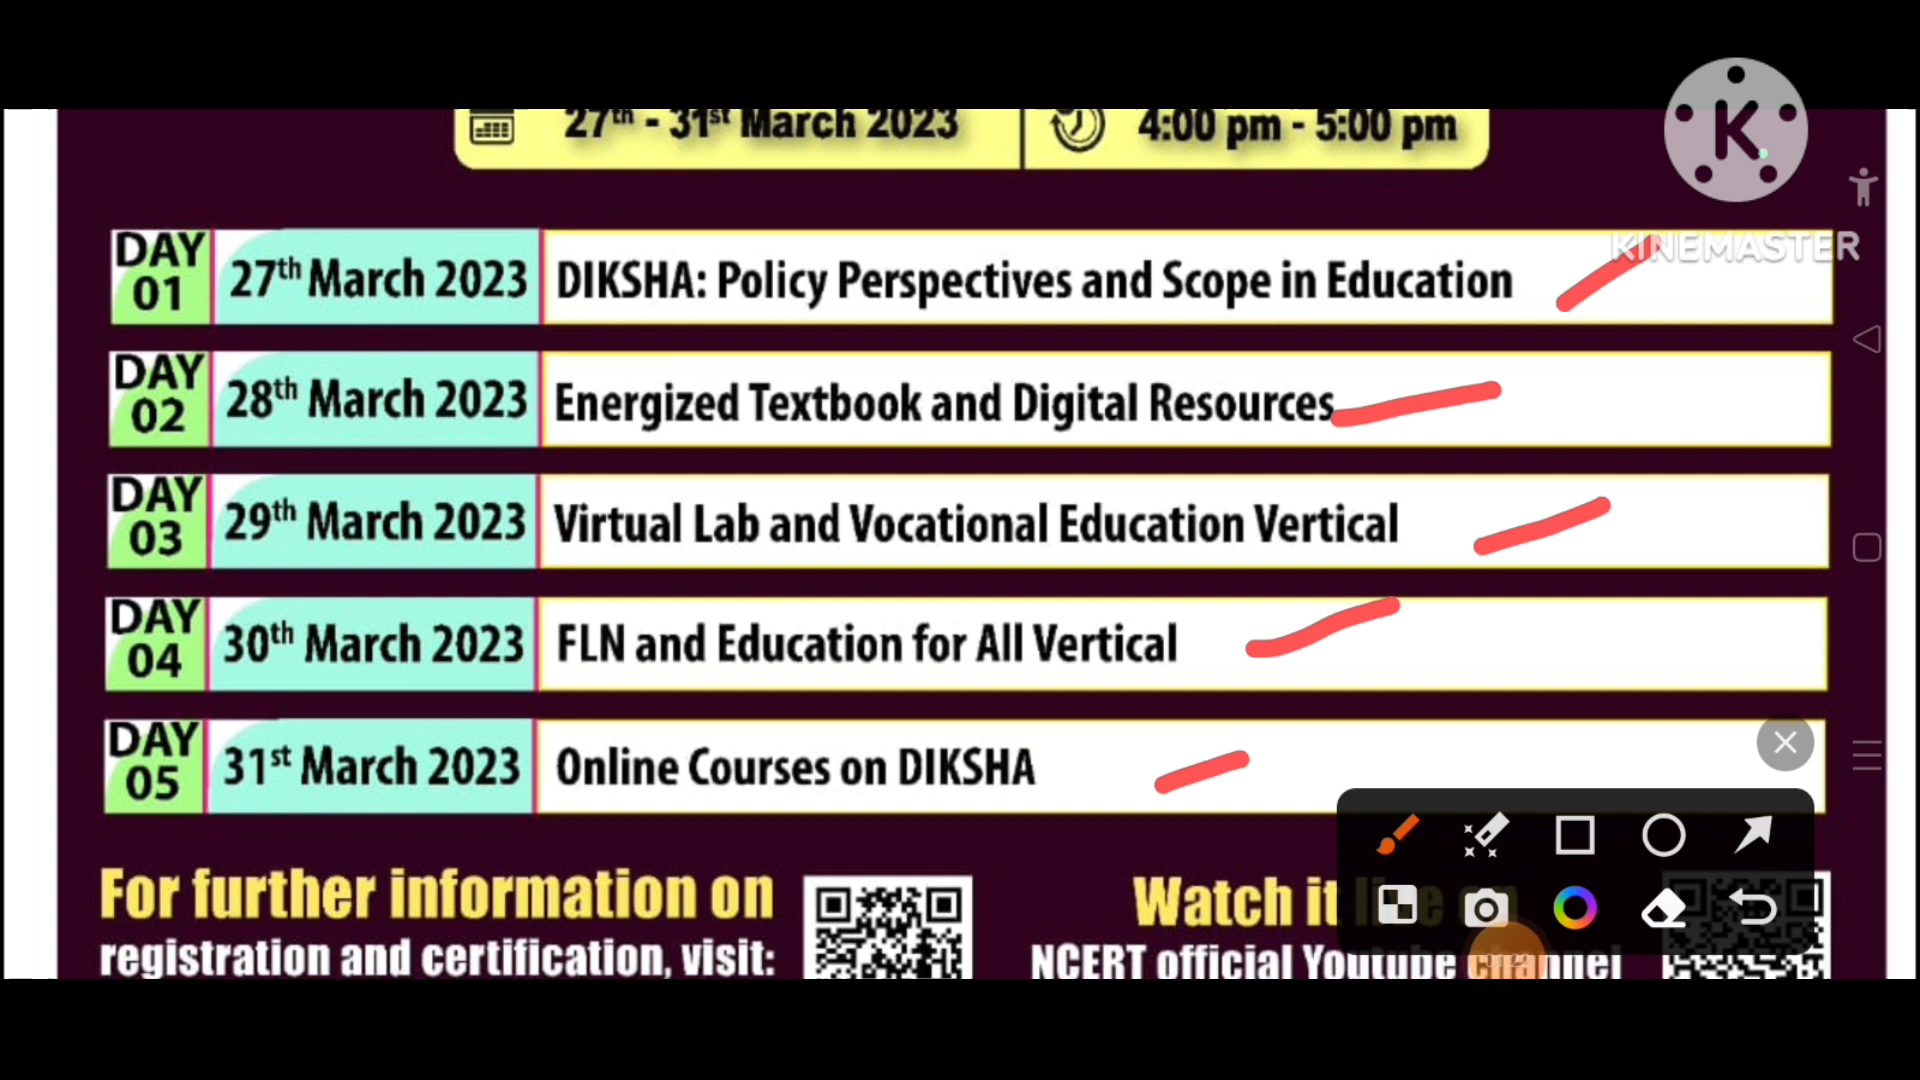 27th - 31st March 2023 4:00 pm - 5:00 pm
K
KINEMASTER
DAY 01 27th March 2023 DIKSHA: Policy Perspectives and Scope in Education
DAY 02 28th March 2023 Energized Textbook and Digital Resources
DAY 03 29th March 2023 Virtual Lab and Vocational Education Vertical
DAY 04 30th March 2023 FLN and Education for All Vertical
DAY 05 31st March 2023 Online Courses on DIKSHA
For further information on
registration and certification, visit:
Watch it live on
NCERT official Youtube channel